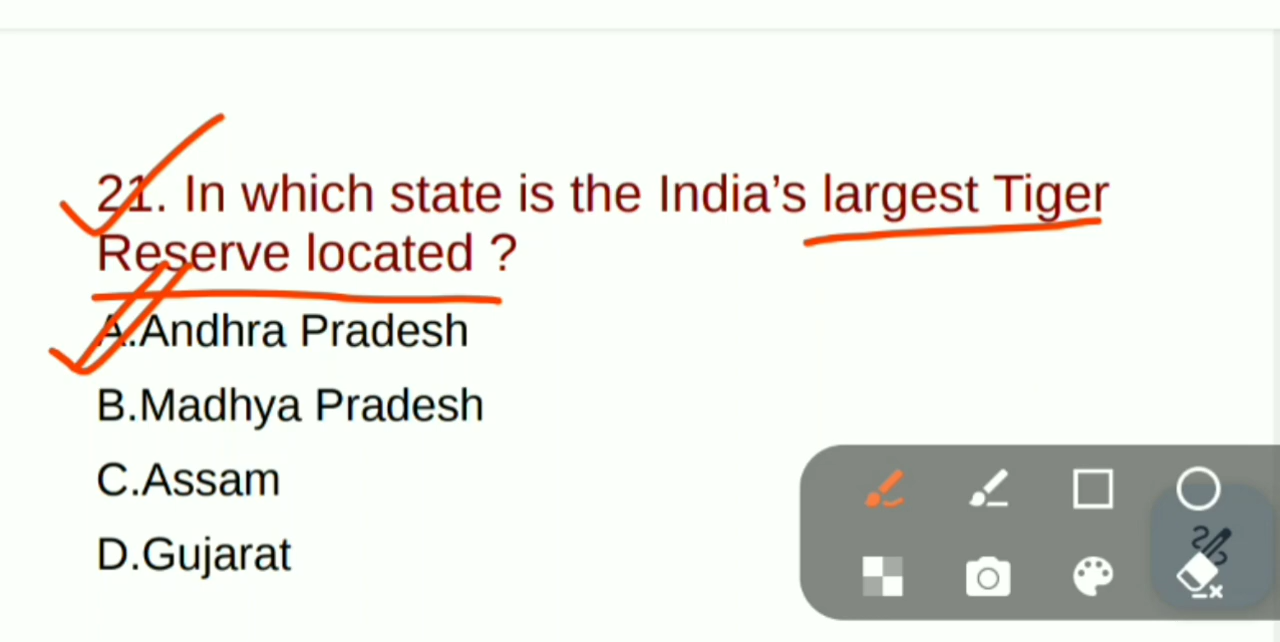 21. In which state is the India’s largest Tiger
Reserve located ?
A.Andhra Pradesh
B.Madhya Pradesh
C.Assam
D.Gujarat